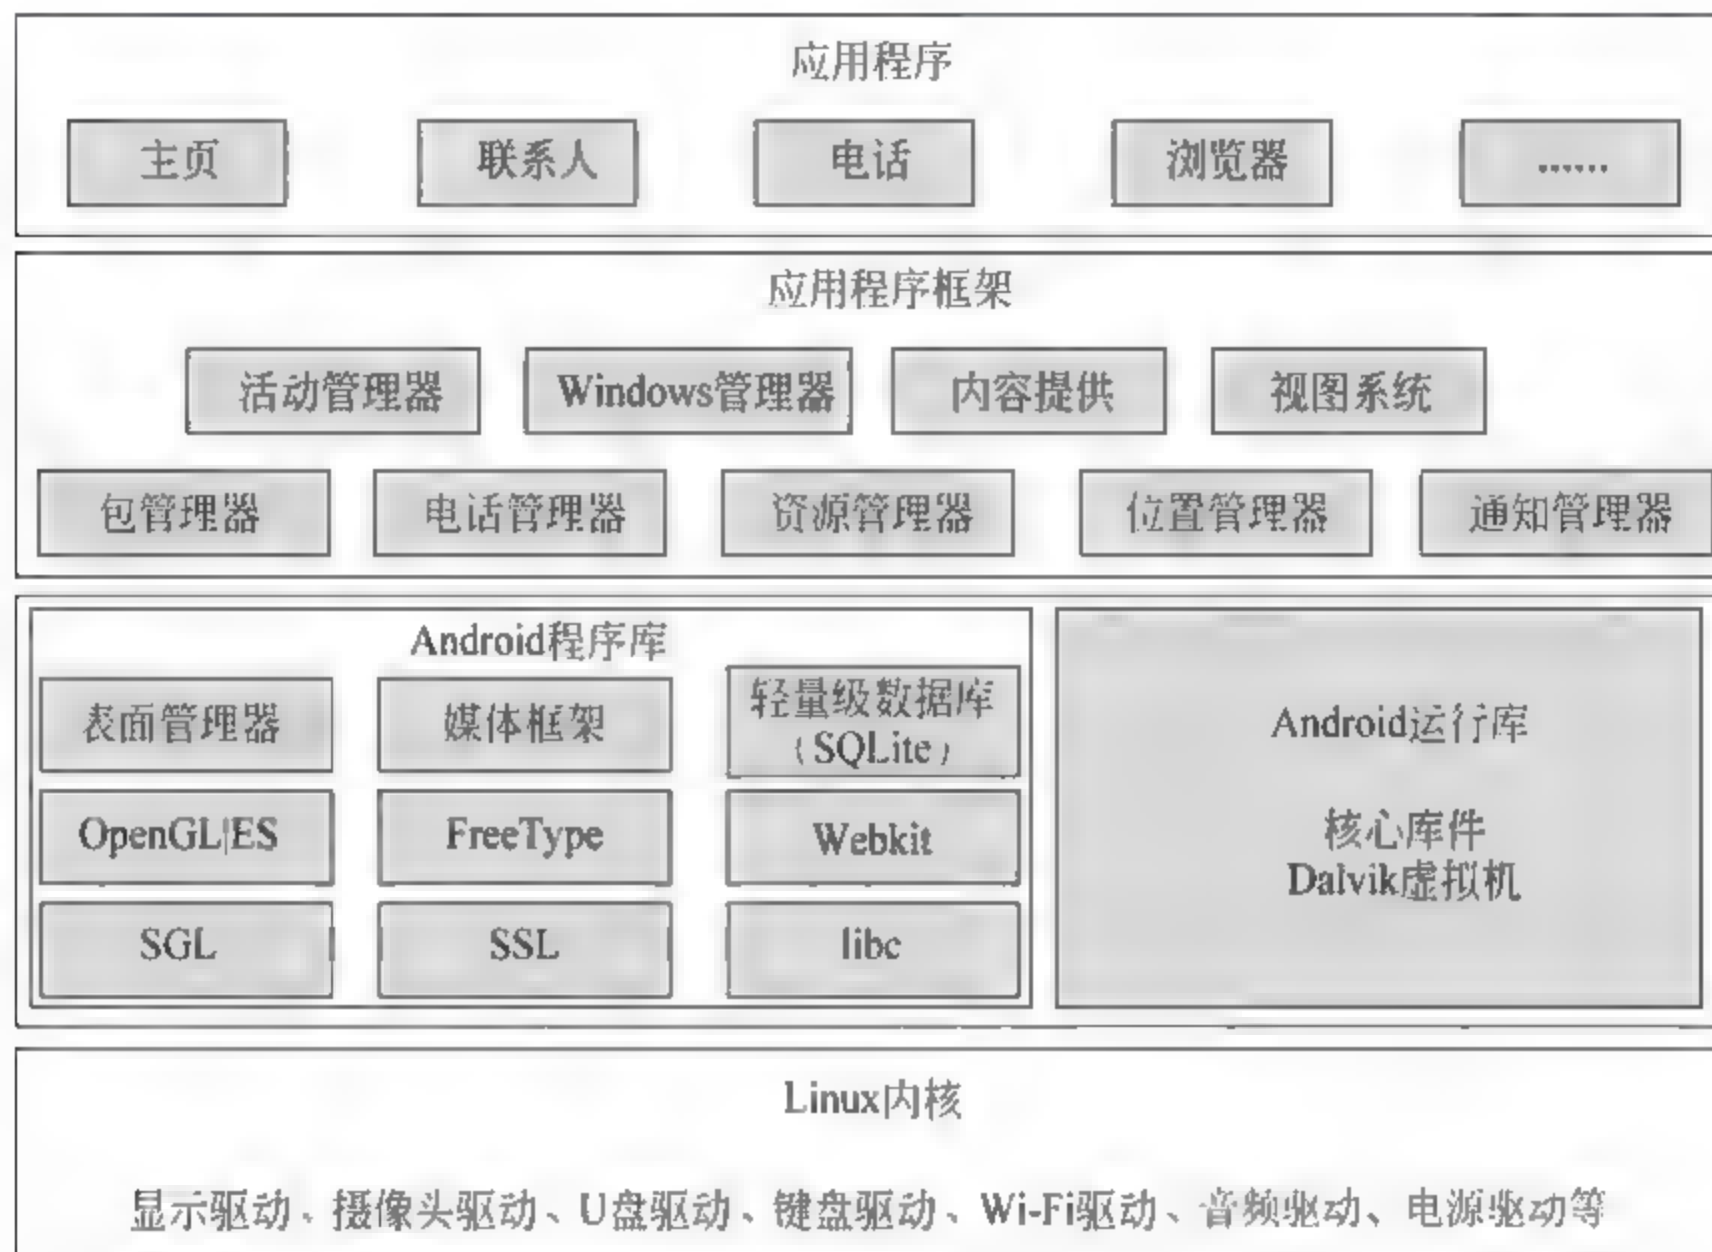 应用程序
主页 联系人 电话 浏览器 ......
应用程序框架
活动管理器 Windows管理器 内容提供 视图系统
包管理器 电话管理器 资源管理器 位置管理器 通知管理器
Android程序库
表面管理器 媒体框架 轻量级数据库
(SQLite)
OpenGL|ES FreeType Webkit
SGL SSL libc
Android运行库
核心库件
Dalvik虚拟机
Linux内核
显示驱动、摄像头驱动、U盘驱动、键盘驱动、Wi-Fi驱动、音频驱动、电源驱动等